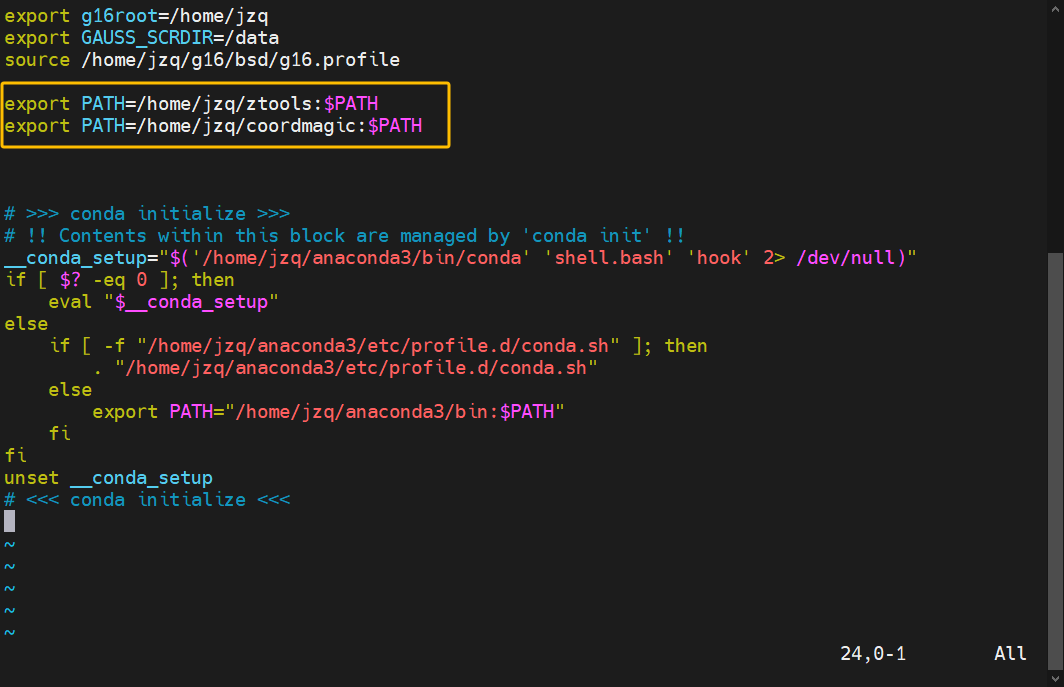 export g16root=/home/jzq
export GAUSS_SCRDIR=/data
source /home/jzq/g16/bsd/g16.profile
export PATH=/home/jzq/ztools:$PATH
export PATH=/home/jzq/coordmagic:$PATH
# >>> conda initialize >>>
# !! Contents within this block are managed by 'conda init' !!
__conda_setup="$('/home/jzq/anaconda3/bin/conda' 'shell.bash' 'hook' 2> /dev/null)"
if [ $? -eq 0 ]; then
    eval "$__conda_setup"
else
    if [ -f "/home/jzq/anaconda3/etc/profile.d/conda.sh" ]; then
        . "/home/jzq/anaconda3/etc/profile.d/conda.sh"
    else
        export PATH="/home/jzq/anaconda3/bin:$PATH"
    fi
fi
unset __conda_setup
# <<< conda initialize <<<
~
~
~
~
~
24,0-1 All